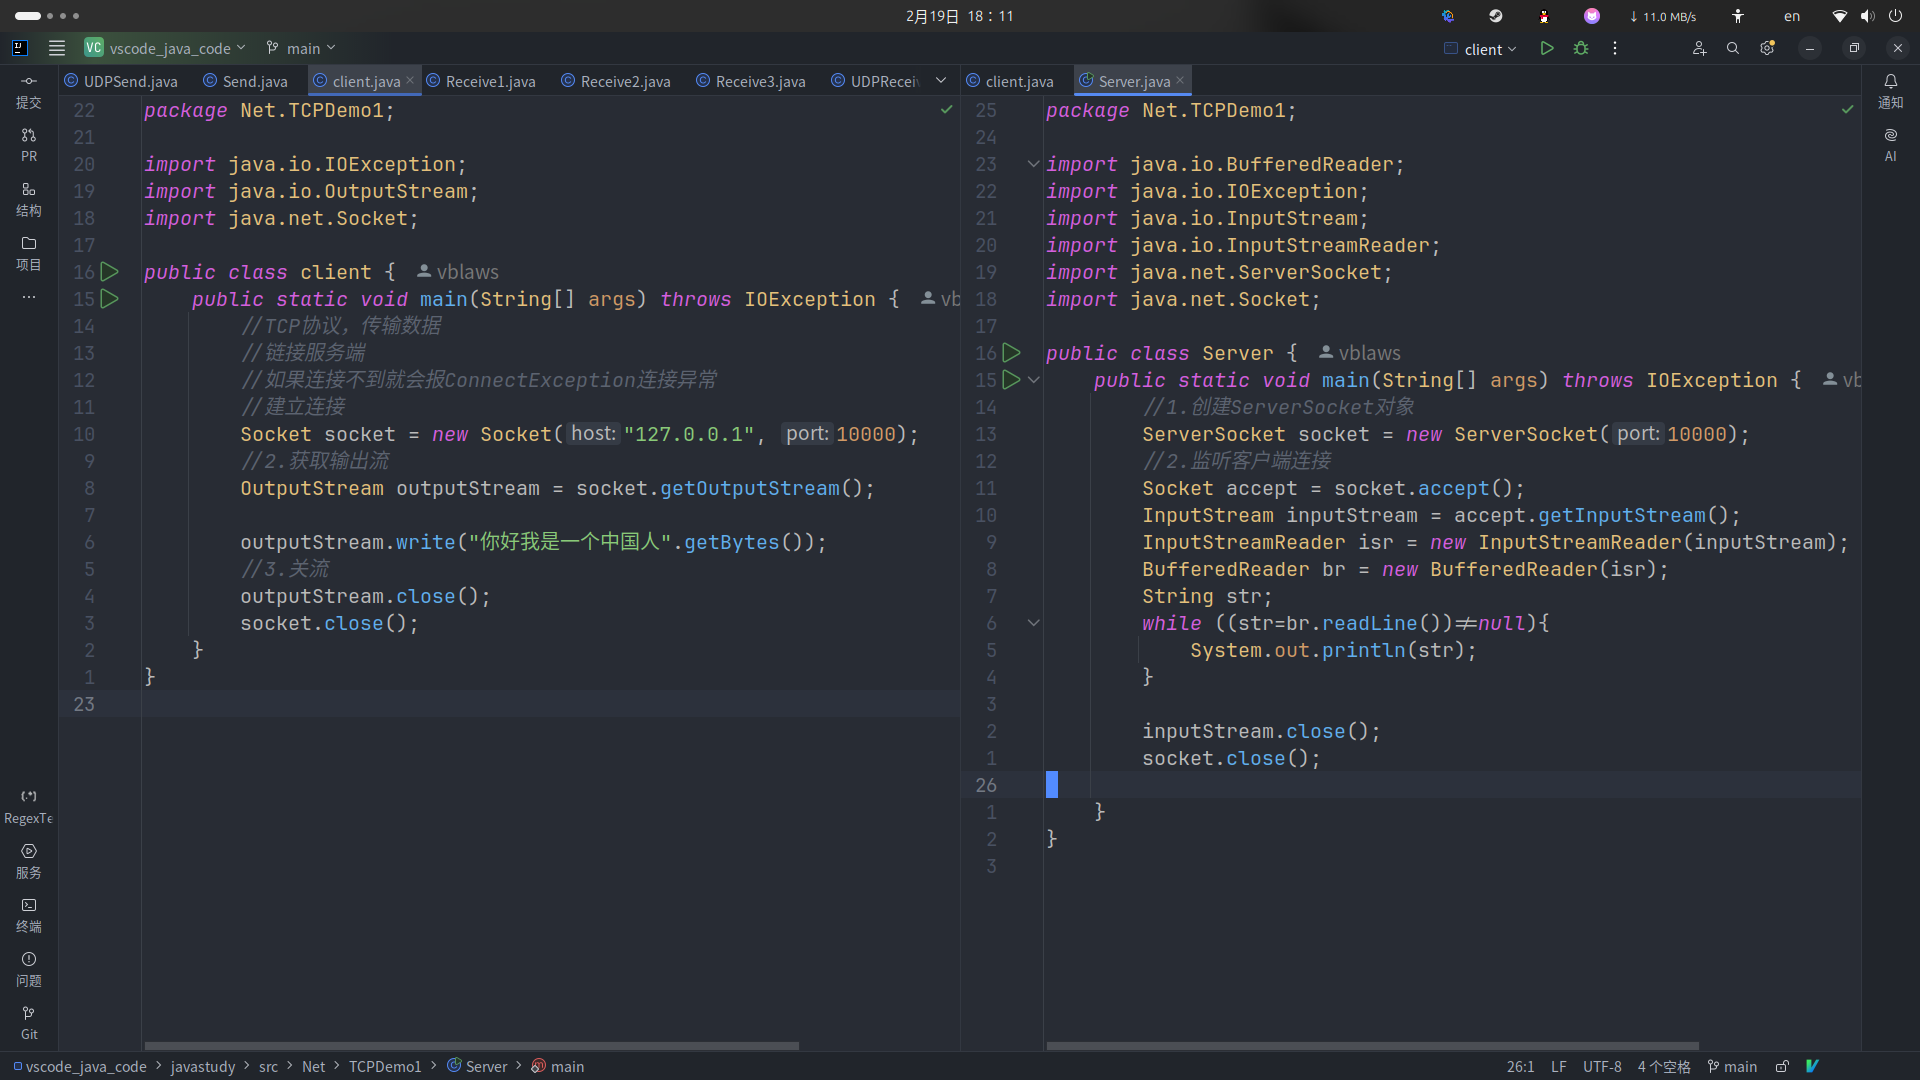 2月19日 18：11
↓ 11.0 MB/s
en
VC vscode_java_code
main
client
UDPSend.java
Send.java
client.java
Receive1.java
Receive2.java
Receive3.java
UDPRecei
client.java
Server.java
提交
PR
结构
项目
RegexTe
服务
终端
问题
Git
22 package Net.TCPDemo1;
21
20 import java.io.IOException;
19 import java.io.OutputStream;
18 import java.net.Socket;
17
16 public class client { vblaws
15 public static void main(String[] args) throws IOException { vb
14 //TCP协议，传输数据
13 //链接服务端
12 //如果连接不到就会报ConnectException连接异常
11 //建立连接
10 Socket socket = new Socket( host: "127.0.0.1", port: 10000);
9 //2.获取输出流
8 OutputStream outputStream = socket.getOutputStream();
7
6 outputStream.write("你好我是一个中国人".getBytes());
5 //3.关流
4 outputStream.close();
3 socket.close();
2 }
1 }
23
25 package Net.TCPDemo1;
24
23 import java.io.BufferedReader;
22 import java.io.IOException;
21 import java.io.InputStream;
20 import java.io.InputStreamReader;
19 import java.net.ServerSocket;
18 import java.net.Socket;
17
16 public class Server { vblaws
15 public static void main(String[] args) throws IOException { vb
14 //1.创建ServerSocket对象
13 ServerSocket socket = new ServerSocket( port: 10000);
12 //2.监听客户端连接
11 Socket accept = socket.accept();
10 InputStream inputStream = accept.getInputStream();
9 InputStreamReader isr = new InputStreamReader(inputStream);
8 BufferedReader br = new BufferedReader(isr);
7 String str;
6 while ((str=br.readLine())!=null){
5 System.out.println(str);
4 }
3
2 inputStream.close();
1 socket.close();
26
1 }
2 }
3
通知
AI
vscode_java_code > javastudy > src > Net > TCPDemo1 > Server > main
26:1 LF UTF-8 4 个空格 main